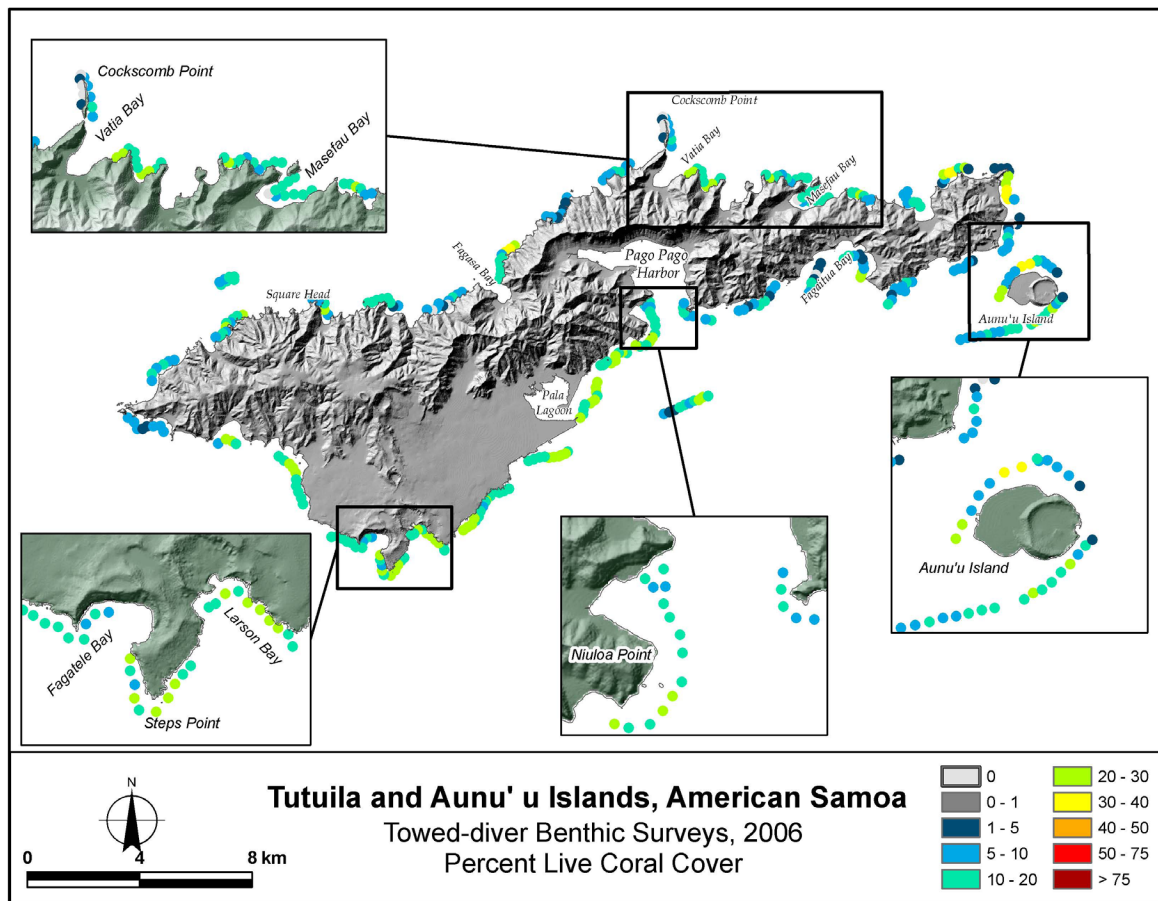 Cockscomb Point
Vatia Bay
Masefau Bay
Cockscomb Point
Vatia Bay
Masefau Bay
Pago Pago
Harbor
Fagasa Bay
Fagaitua Bay
Square Head
Aunu'u Island
Pala
Lagoon
Aunu'u Island
Niuloa Point
Fagatele Bay
Larson Bay
Steps Point
N
0 4 8 km
Tutuila and Aunu' u Islands, American Samoa
Towed-diver Benthic Surveys, 2006
Percent Live Coral Cover
0
0 - 1
1 - 5
5 - 10
10 - 20
20 - 30
30 - 40
40 - 50
50 - 75
> 75